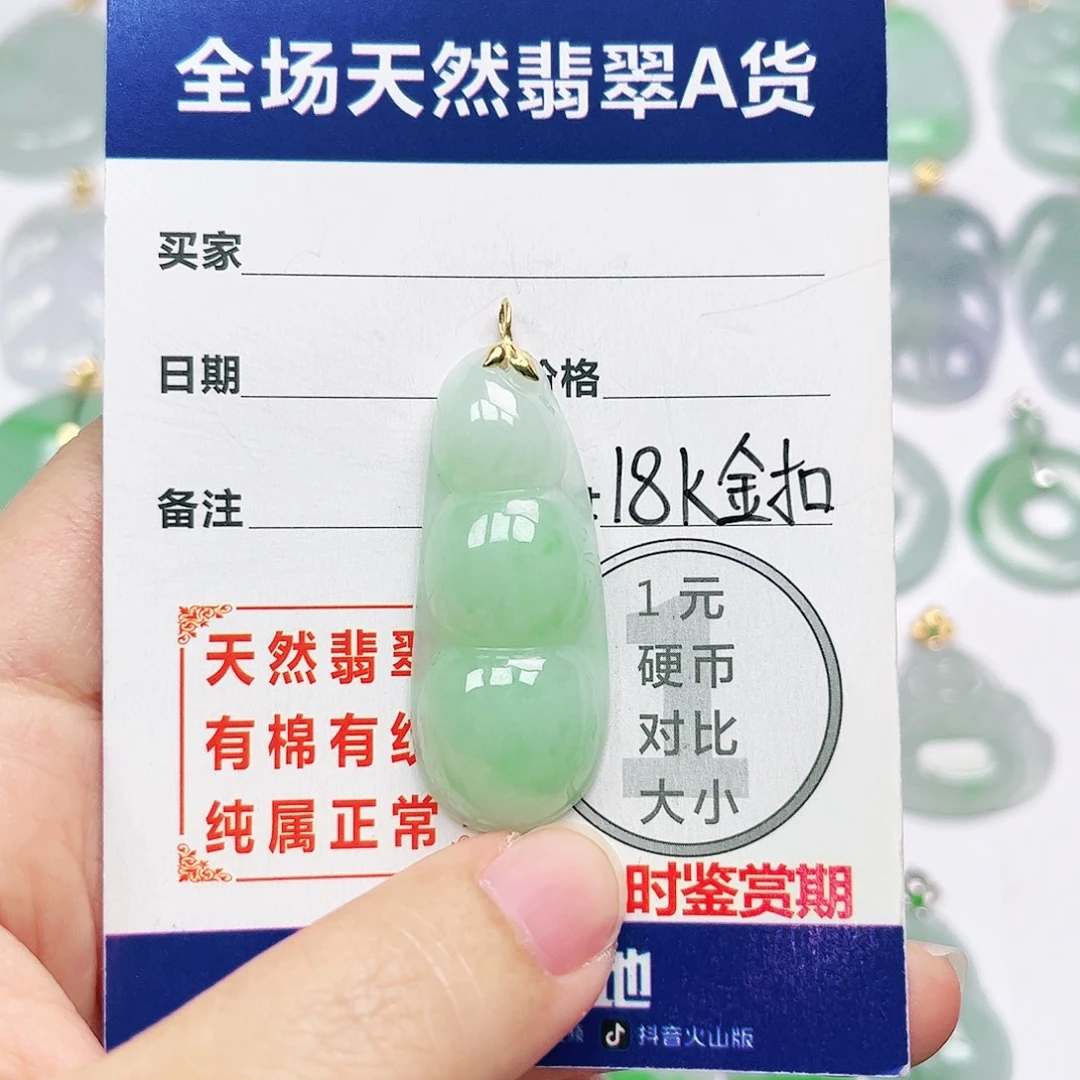 全场天然翡翠A货
买家
日期
价格
备注
18k金扣
天然翡翠
有棉有纹
纯属正常
1元
硬币
对比
大小
时鉴赏期
地
抖音火山版